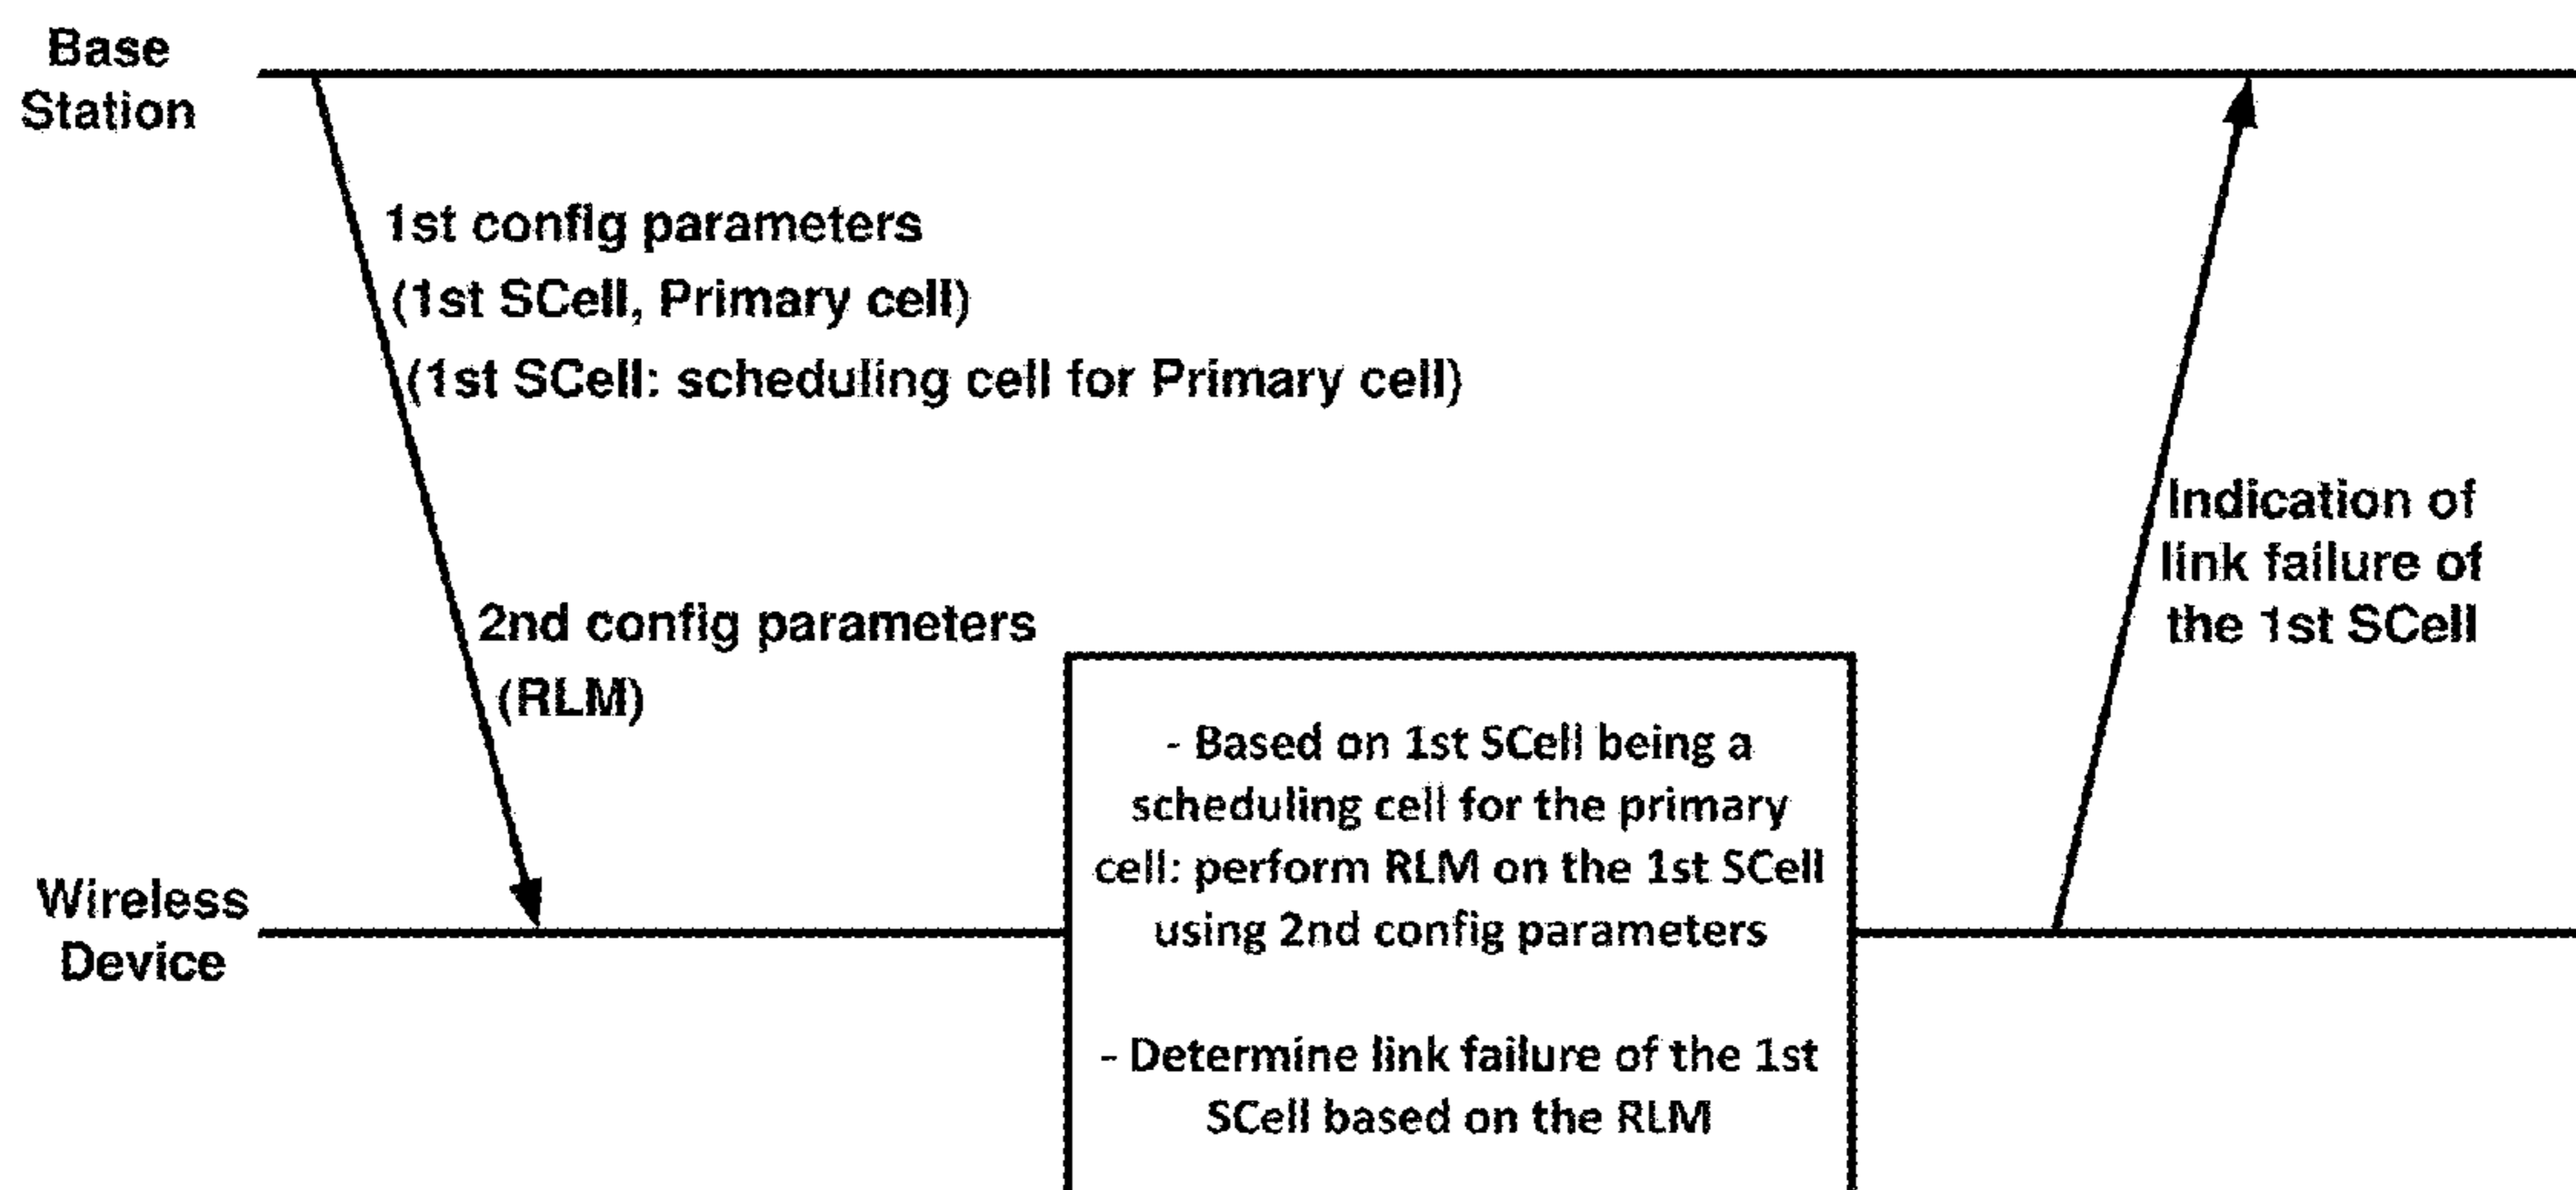 Base
Station
1st config parameters
(1st SCell, Primary cell)
(1st SCell: scheduling cell for Primary cell)
2nd config parameters
(RLM)
Indication of
link failure of
the 1st SCell
Wireless
Device
- Based on 1st SCell being a
scheduling cell for the primary
cell: perform RLM on the 1st SCell
using 2nd config parameters
- Determine link failure of the 1st
SCell based on the RLM